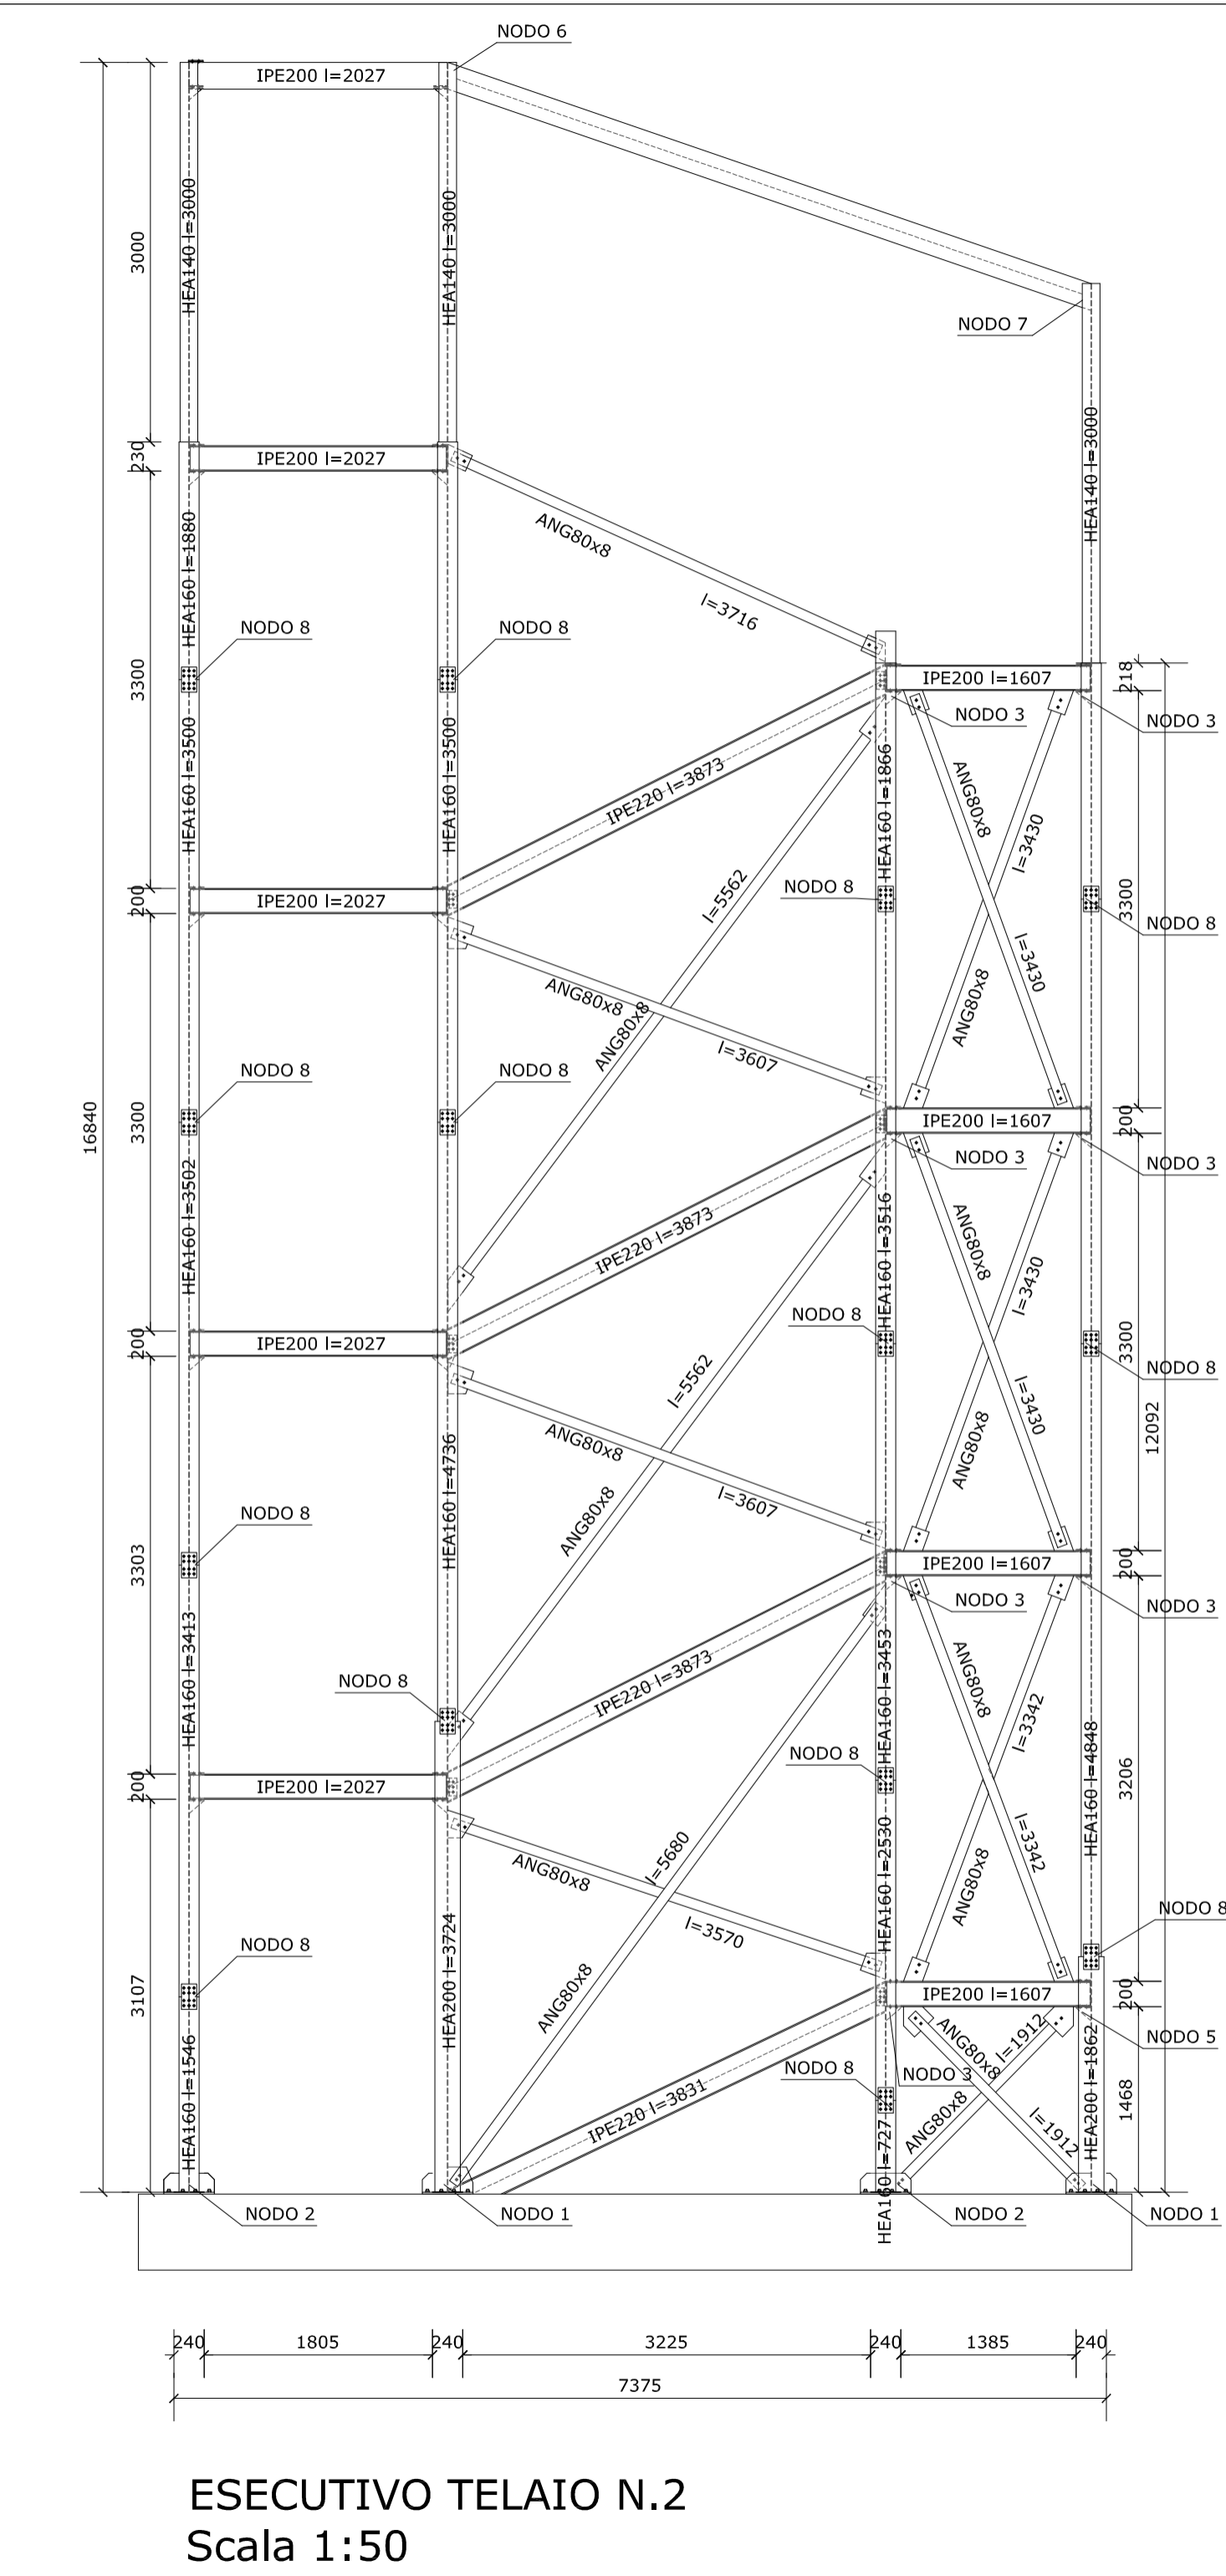 NODO 6
IPE200 l=2027
HEA140 l=3000
HEA140 l=3000
3000
NODO 7
HEA140 l=3000
230
IPE200 l=2027
ANG80x8
l=3716
HEA160 l=1880
NODO 8
NODO 8
3300
HEA160 l=3500
HEA160 l=3500
IPE200 l=1607
218
NODO 3
NODO 3
IPE220 l=3873
HEA160 l=1866
ANG80x8
l=3430
l=5562
NODO 8
3300
NODO 8
200
IPE200 l=2027
ANG80x8
l=3430
ANG80x8
ANG80x8
l=3607
NODO 8
NODO 8
16840
3300
IPE200 l=1607
200
NODO 3
NODO 3
HEA160 l=3502
IPE220 l=3873
HEA160 l=3516
ANG80x8
l=3430
NODO 8
3300
NODO 8
200
IPE200 l=2027
l=5562
l=3430
12092
ANG80x8
ANG80x8
HEA160 l=4736
l=3607
ANG80x8
NODO 8
3303
IPE200 l=1607
200
NODO 3
NODO 3
HEA160 l=3413
IPE220 l=3873
HEA160 l=3453
ANG80x8
l=3342
NODO 8
NODO 8
HEA160 l=4848
3206
200
IPE200 l=2027
l=5680
l=3342
ANG80x8
ANG80x8
HEA160 l=2530
NODO 8
HEA200 l=3724
l=3570
NODO 8
3107
ANG80x8
IPE200 l=1607
200
NODO 5
ANG80x8
l=1912
NODO 8
NODO 3
HEA160 l=1546
IPE220 l=3831
HEA160 l=727
ANG80x8
l=1912
HEA200 l=1862
1468
NODO 2
NODO 1
NODO 2
NODO 1
240
1805
240
3225
240
1385
240
7375
ESECUTIVO TELAIO N.2
Scala 1:50